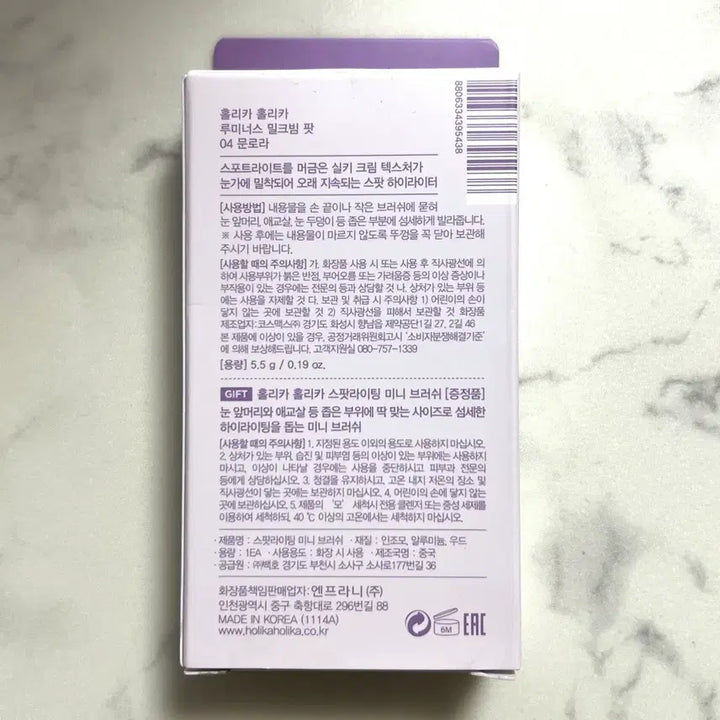 홀리카 홀리카
루미너스 밀크빔 팟
04 문로라
8806334395438
스포트라이트를 머금은 실키 크림 텍스처가
눈가에 밀착되어 오래 지속되는 스팟 하이라이터
[사용방법] 내용물을 손 끝이나 작은 브러쉬에 묻혀
눈 앞머리, 애교살, 눈 두덩이 등 좁은 부분에 섬세하게 발라줍니다.
※ 사용 후에는 내용물이 마르지 않도록 뚜껑을 꼭 닫아 보관해
주시기 바랍니다.
[사용할 때의 주의사항] 가. 화장품 사용 시 또는 사용 후 직사광선에 의
하여 사용부위가 붉은 반점, 부어오름 또는 가려움증 등의 이상 증상이나
부작용이 있는 경우에는 전문의 등과 상담할 것 나. 상처가 있는 부위 등
에는 사용을 자제할 것 다. 보관 및 취급 시 주의사항 1) 어린이의 손이
닿지 않는 곳에 보관할 것 2) 직사광선을 피해서 보관할 것 화장품
제조업자:코스맥스㈜ 경기도 화성시 향남읍 제약공단1길 27, 2길 46
본 제품에 이상이 있을 경우, 공정거래위원회고시 '소비자분쟁해결기준'
에 의해 보상해드립니다. 고객지원실 080-757-1339
[용량] 5.5 g / 0.19 oz.
GIFT 홀리카 홀리카 스팟라이팅 미니 브러쉬 [증정품]
눈 앞머리와 애교살 등 좁은 부위에 딱 맞는 사이즈로 섬세한
하이라이팅을 돕는 미니 브러쉬
[사용할 때의 주의사항] 1. 지정된 용도 이외의 용도로 사용하지 마십시오.
2. 상처가 있는 부위, 습진 및 피부염 등의 이상이 있는 부위에는 사용하지
마시고, 이상이 나타날 경우에는 사용을 중단하시고 피부과 전문의
등에게 상담하십시오. 3. 청결을 유지하시고, 고온 내지 저온의 장소 및
직사광선이 닿는 곳에는 보관하지 마십시오. 4. 어린이의 손에 닿지 않는
곳에 보관하십시오. 5. 제품의 '모' 세척시 전용 클렌저 또는 중성 세제를
이용하여 세척하되, 40 ℃ 이상의 고온에서는 세척하지 마십시오.
· 제품명 : 스팟라이팅 미니 브러쉬 · 재질 : 인조모, 알루미늄, 우드
· 용량 : 1EA · 사용용도 : 화장 시 사용 · 제조국명 : 중국
· 공급원 : ㈜백호 경기도 부천시 소사구 소사로177번길 36
화장품책임판매업자: 엔프라니 (주)
인천광역시 중구 축항대로 296번길 88
MADE IN KOREA (1114A)
www.holikaholika.co.kr
6M
EAC